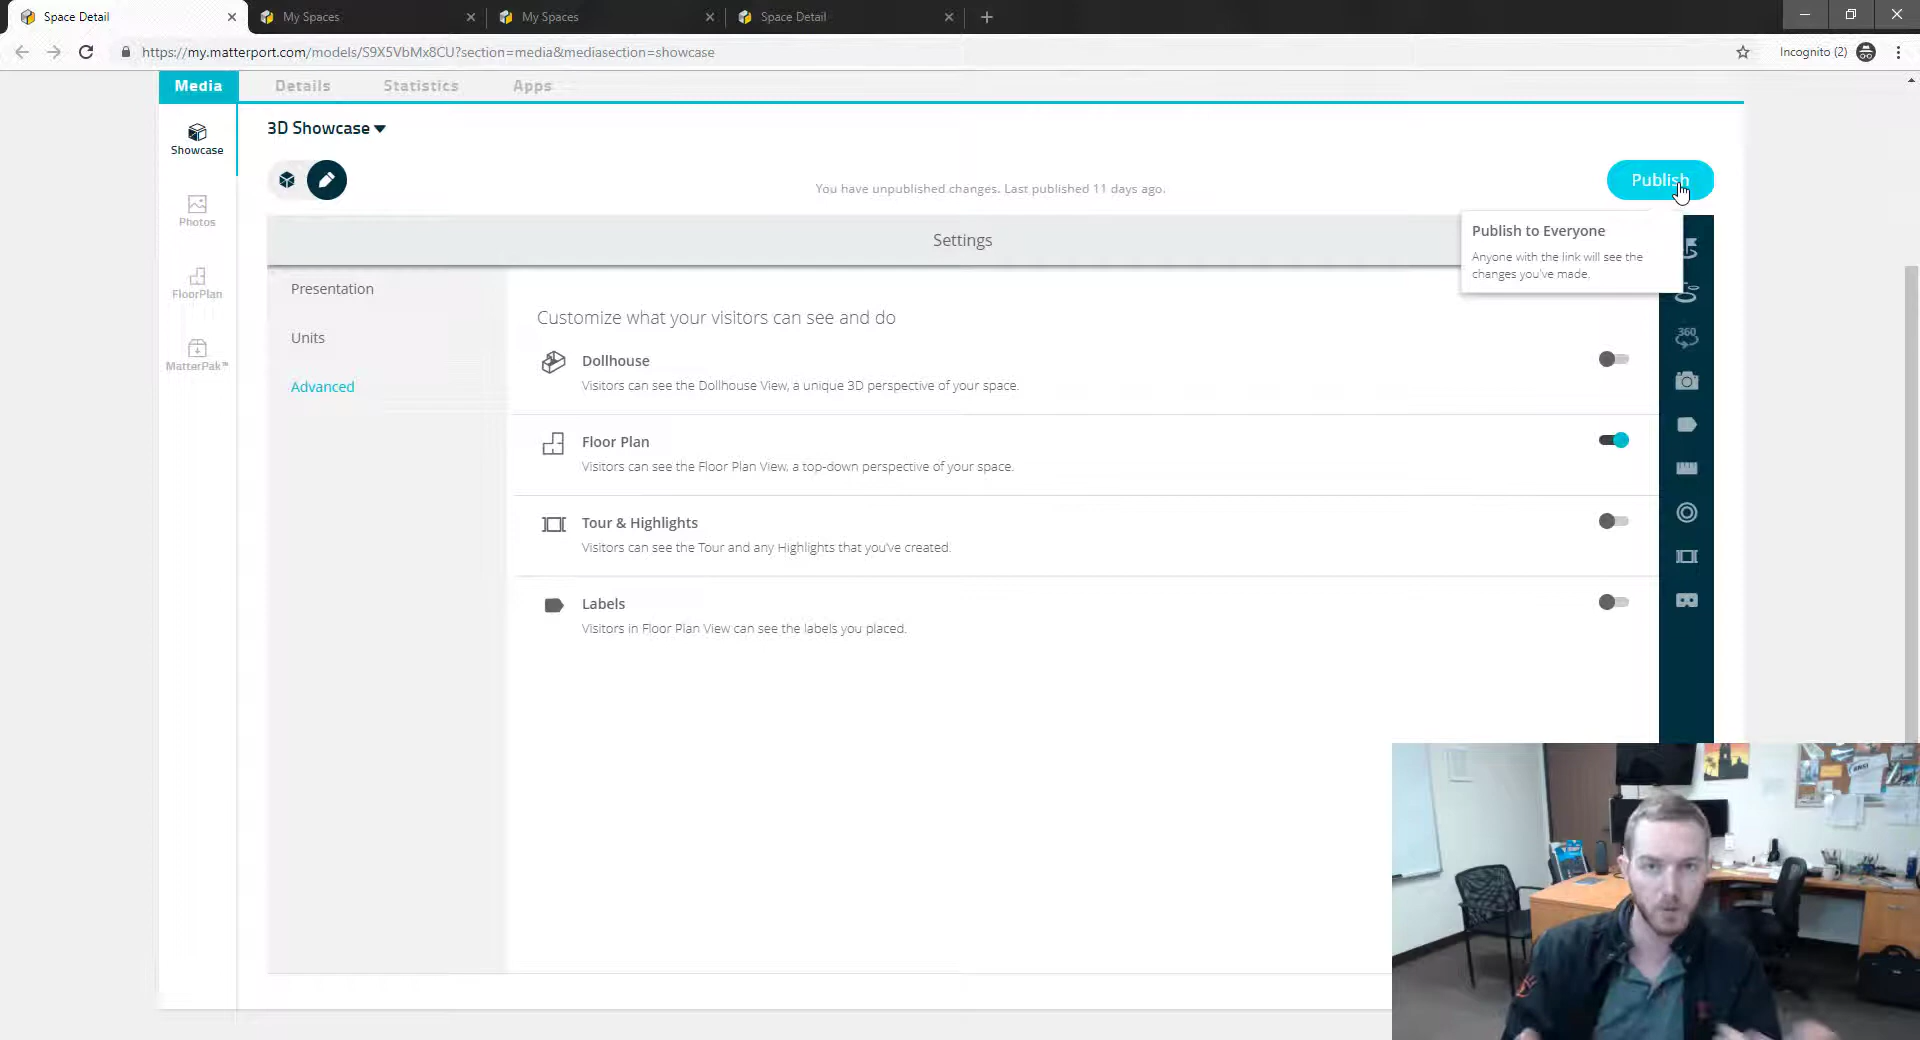 Space Detail
My Spaces
My Spaces
Space Detail
https://my.matterport.com/models/S9X5VbMx8CU?section=media&mediasection=showcase
Incognito (2)
Media
Details
Statistics
Apps
Showcase
Photos
FloorPlan
MatterPak™
3D Showcase
You have unpublished changes. Last published 11 days ago.
Publish
Publish to Everyone
Anyone with the link will see the
changes you've made.
Settings
Presentation
Units
Advanced
Customize what your visitors can see and do
Dollhouse
Visitors can see the Dollhouse View, a unique 3D perspective of your space.
Floor Plan
Visitors can see the Floor Plan View, a top-down perspective of your space.
Tour & Highlights
Visitors can see the Tour and any Highlights that you've created.
Labels
Visitors in Floor Plan View can see the labels you placed.
360